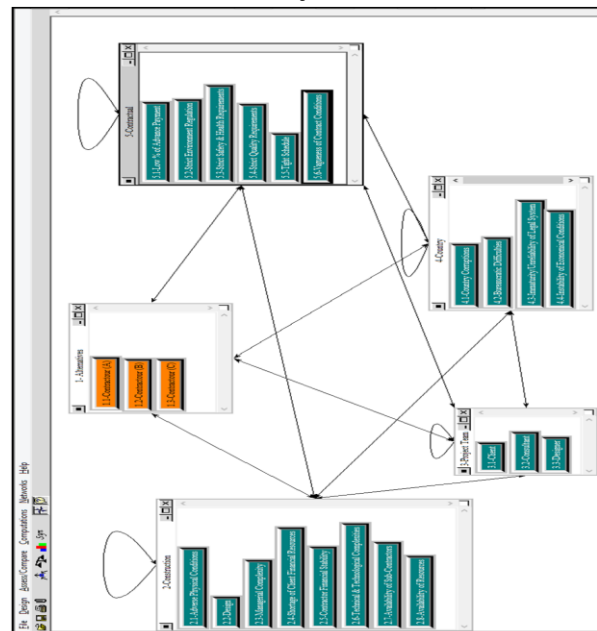 File Design Assess/Compare Computations Networks Help
2-Construction
2.1-Adverse Physical Conditions
2.2-Design
2.3-Managerial Complexity
2.4-Shortage of Client Financial Resources
2.5-Contractor Financial Stability
2.6-Technical & Technological Complexities
2.7-Availability of Sub-Contractors
2.8-Availability of Resources
1- Alternatives
1.1-Contractour (A)
1.2-Contractour (B)
1.3-Contractour (C)
3-Project Team
3.1-Client
3.2-Consultant
3.3-Designer
5-Contractual
5.1-Low % of Advance Payment
5.2-Strict Environment Regulation
5.3-Strict Safety & Health Requirements
5.4-Strict Quality Requirements
5.5-Tight Schedule
5.6-Vagueness of Contract Conditions
4-Country
4.1-Country Corruptions
4.2-Bureaucratic Difficulties
4.3-Immaturity/Unreliability of Legal System
4.4-Instability of Economical Conditions